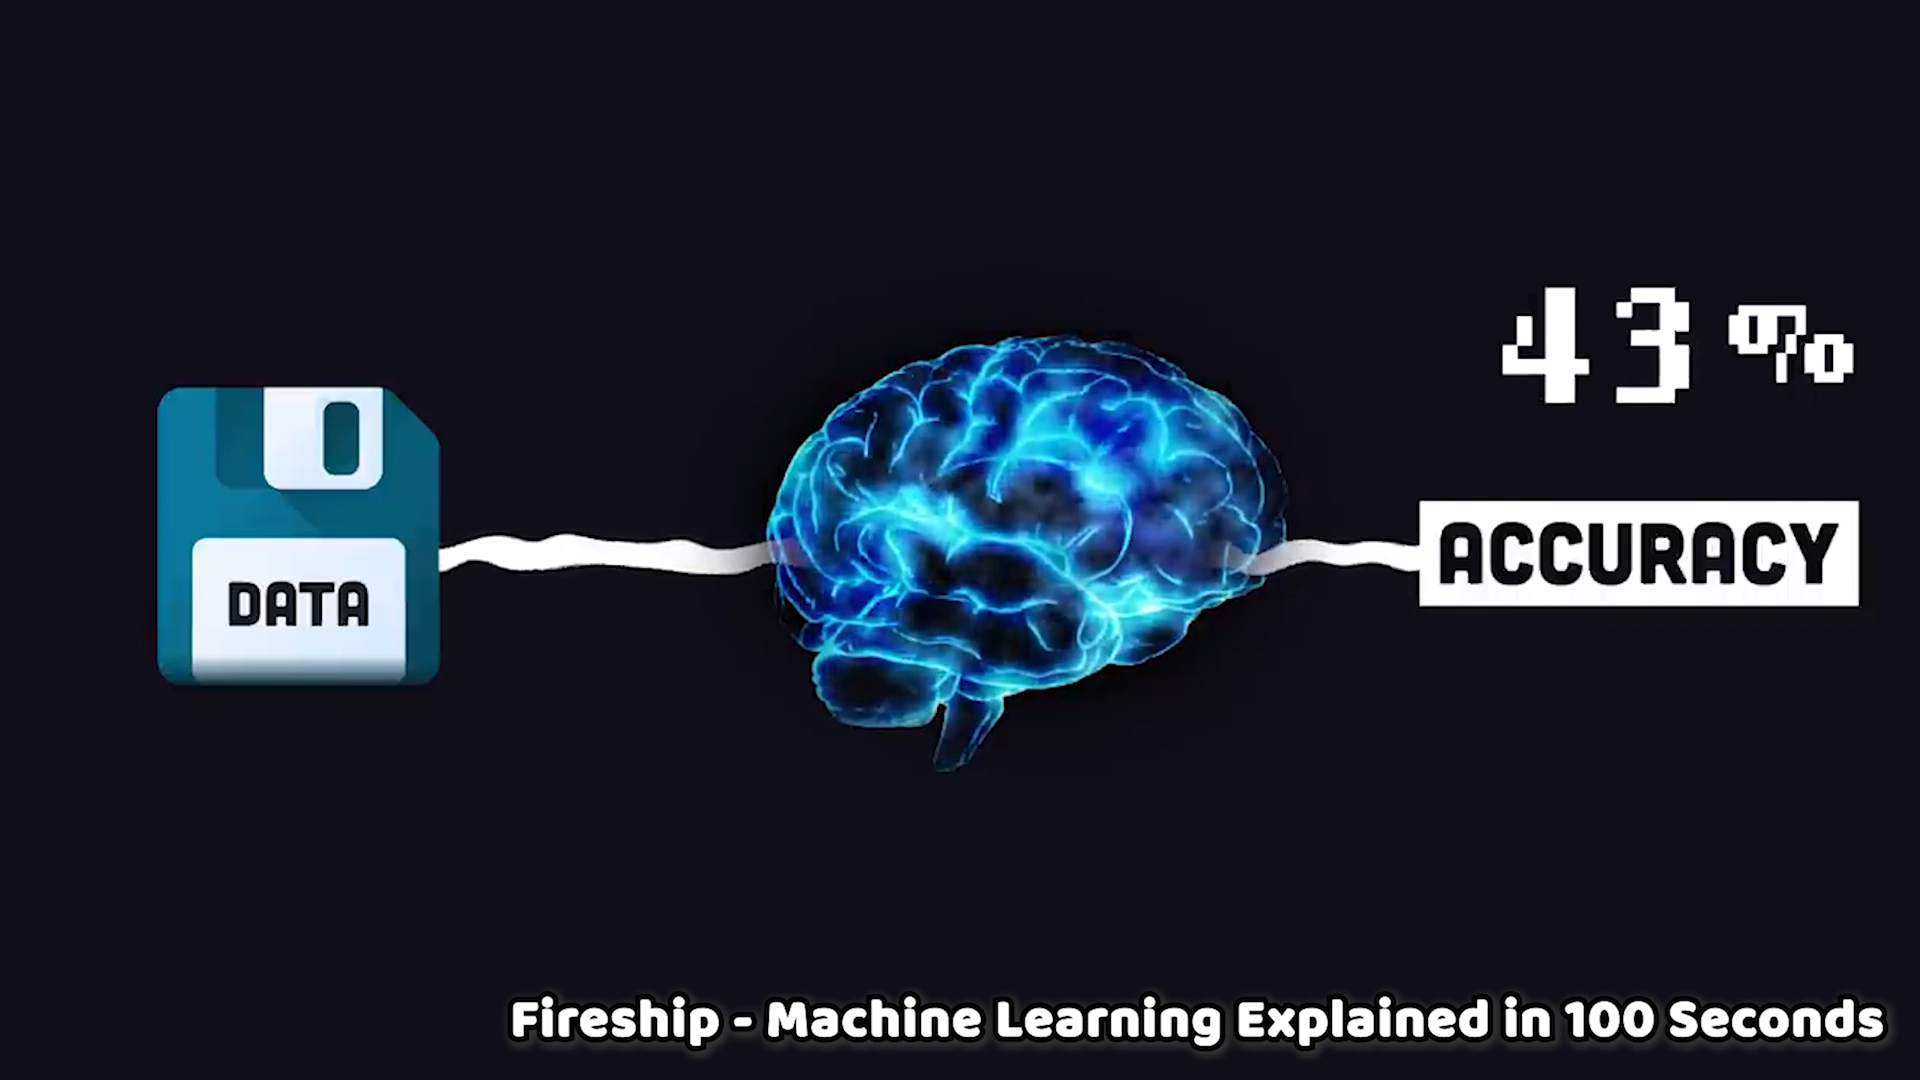 43%
DATA
ACCURACY
Fireship - Machine Learning Explained in 100 Seconds